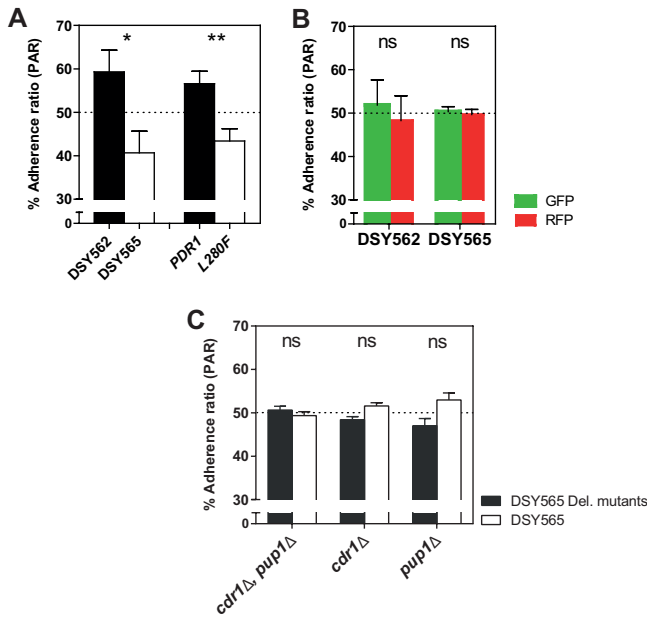 A
% Adherence ratio (PAR)
70
60
50
40
30
0
*
**
DSY562
DSY565
PDR1
L280F
B
% Adherence ratio (PAR)
70
60
50
40
30
0
ns
ns
DSY562
DSY565
GFP
RFP
C
% Adherence ratio (PAR)
70
60
50
40
30
0
ns
ns
ns
cdr1Δ, pup1Δ
cdr1Δ
pup1Δ
DSY565 Del. mutants
DSY565